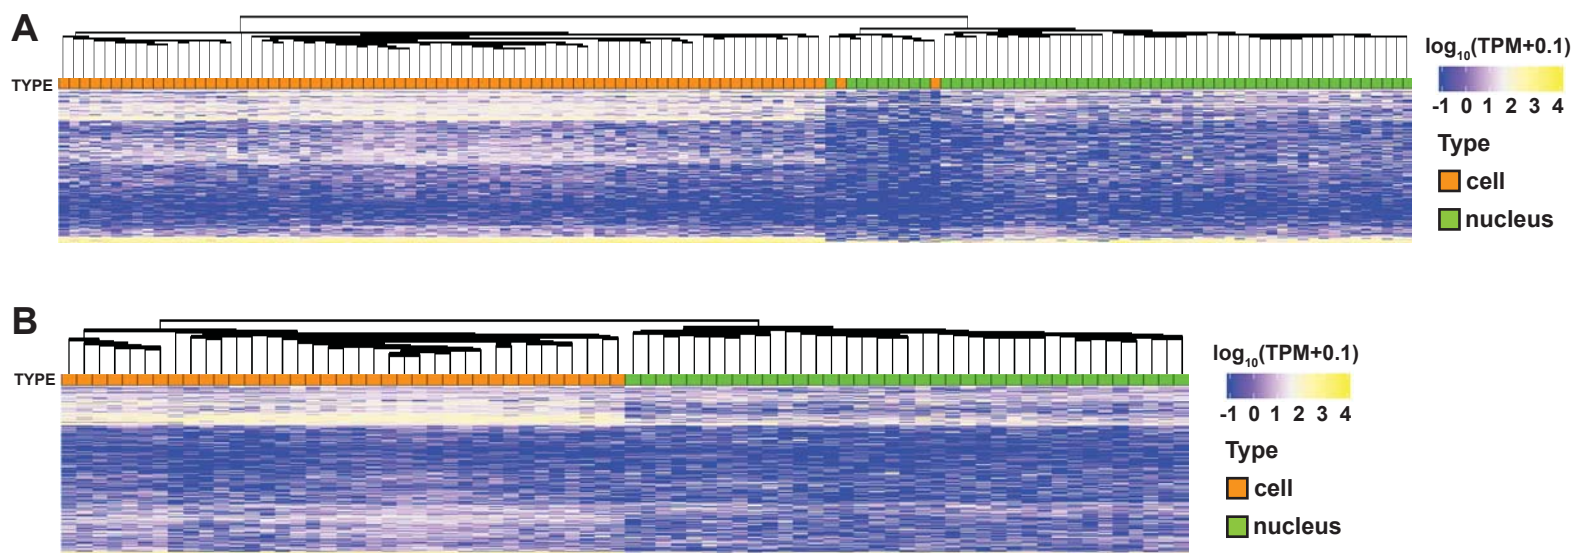 A
log10(TPM+0.1)
-1 0 1 2 3 4
TYPE
Type
cell
nucleus
B
log10(TPM+0.1)
-1 0 1 2 3 4
TYPE
Type
cell
nucleus